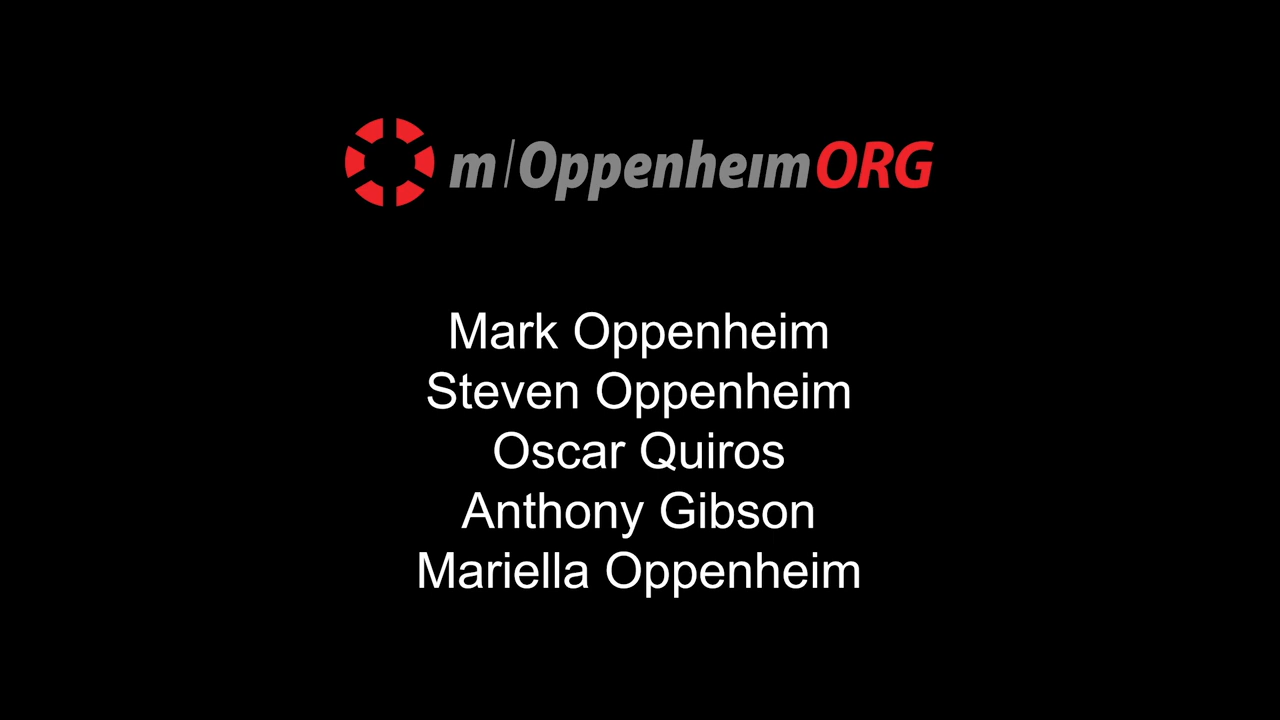 m/OppenheimORG
Mark Oppenheim
Steven Oppenheim
Oscar Quiros
Anthony Gibson
Mariella Oppenheim